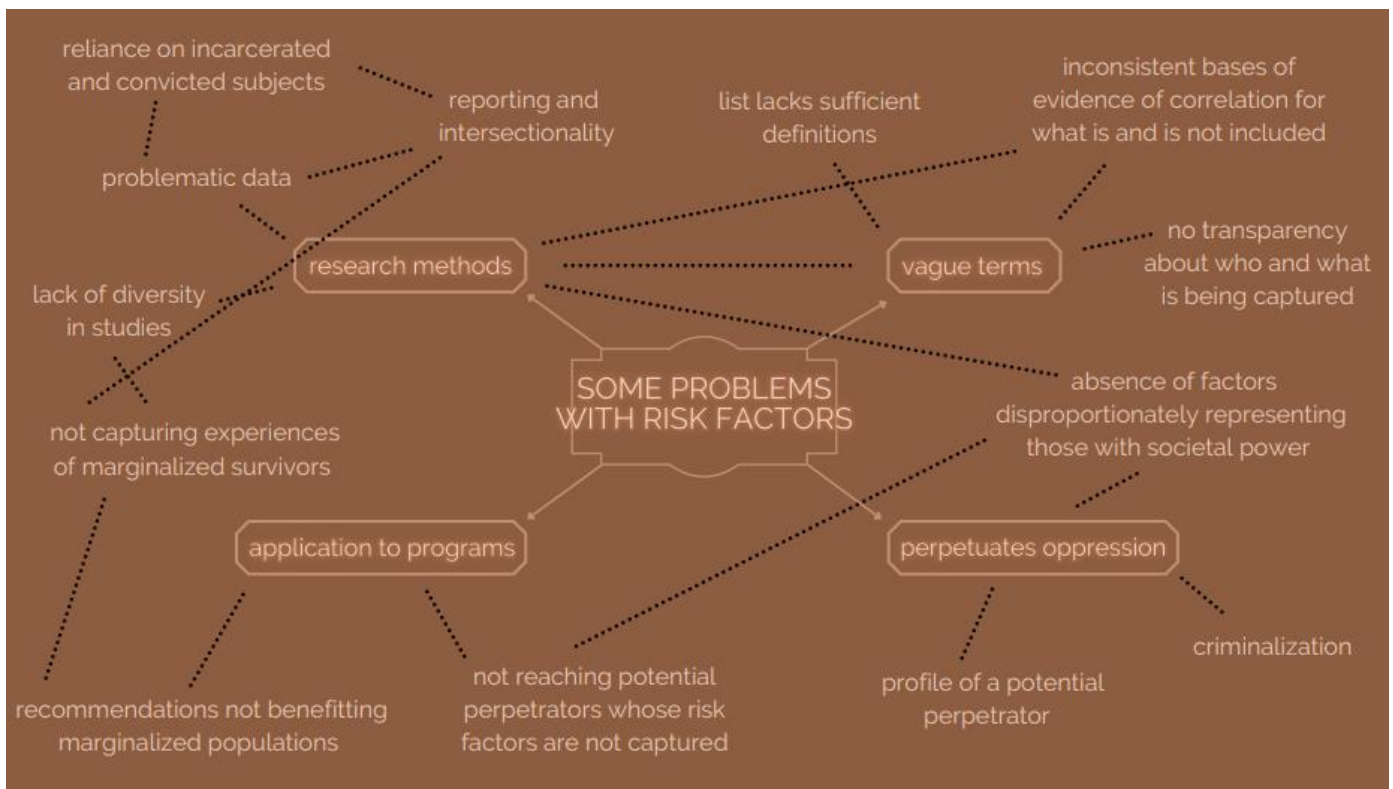 reliance on incarcerated
and convicted subjects
reporting and
intersectionality
problematic data
list lacks sufficient
definitions
inconsistent bases of
evidence of correlation for
what is and is not included
research methods
vague terms
no transparency
about who and what
is being captured
lack of diversity
in studies
SOME PROBLEMS
WITH RISK FACTORS
absence of factors
disproportionately representing
those with societal power
not capturing experiences
of marginalized survivors
application to programs
perpetuates oppression
criminalization
recommendations not benefitting
marginalized populations
not reaching potential
perpetrators whose risk
factors are not captured
profile of a potential
perpetrator